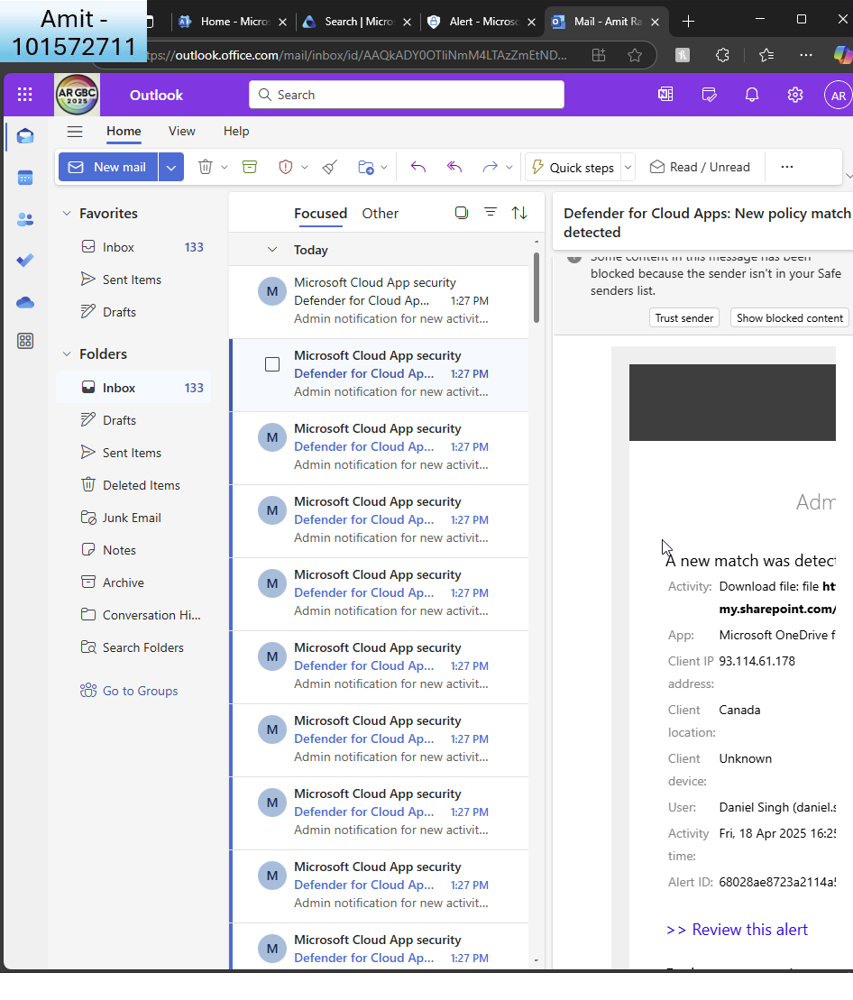 Amit -
101572711
Home - Micros
Search | Micro
Alert - Microso
Mail - Amit Ra
tps://outlook.office.com/mail/inbox/id/AAQkADY0OTliNmM4LTAzZmEtND...
AR GBC
2025
Outlook
Search
AR
Home
View
Help
New mail
Quick steps
Read / Unread
Favorites
Inbox
133
Sent Items
Drafts
Folders
Inbox
133
Drafts
Sent Items
Deleted Items
Junk Email
Notes
Archive
Conversation Hi...
Search Folders
Go to Groups
Focused
Other
Today
M
Microsoft Cloud App security
Defender for Cloud Ap...
1:27 PM
Admin notification for new activit...
Microsoft Cloud App security
Defender for Cloud Ap...
1:27 PM
Admin notification for new activit...
M
Microsoft Cloud App security
Defender for Cloud Ap...
1:27 PM
Admin notification for new activit...
M
Microsoft Cloud App security
Defender for Cloud Ap...
1:27 PM
Admin notification for new activit...
M
Microsoft Cloud App security
Defender for Cloud Ap...
1:27 PM
Admin notification for new activit...
M
Microsoft Cloud App security
Defender for Cloud Ap...
1:27 PM
Admin notification for new activit...
M
Microsoft Cloud App security
Defender for Cloud Ap...
1:27 PM
Admin notification for new activit...
M
Microsoft Cloud App security
Defender for Cloud Ap...
1:27 PM
Admin notification for new activit...
M
Microsoft Cloud App security
Defender for Cloud Ap...
1:27 PM
Admin notification for new activit...
M
Microsoft Cloud App security
Defender for Cloud Ap...
1:27 PM
Defender for Cloud Apps: New policy match
detected
Some content in this message has been
blocked because the sender isn't in your Safe
senders list.
Trust sender
Show blocked content
Adm
A new match was detect
Activity: Download file: file ht
my.sharepoint.com/
App: Microsoft OneDrive f
Client IP 93.114.61.178
address:
Client Canada
location:
Client Unknown
device:
User: Daniel Singh (daniel.s
Activity Fri, 18 Apr 2025 16:25
time:
Alert ID: 68028ae8723a2114a5
>> Review this alert